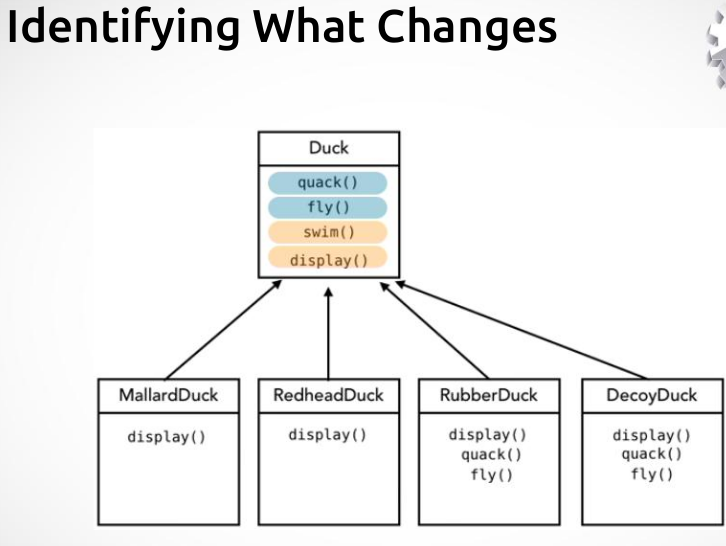 Identifying What Changes
Duck
quack()
fly()
swim()
display()
MallardDuck
display()
RedheadDuck
display()
RubberDuck
display()
quack()
fly()
DecoyDuck
display()
quack()
fly()